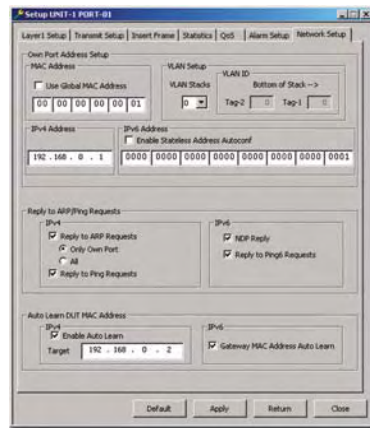 Setup UNIT-1 PORT-01
Layer1 Setup Transmit Setup Insert Frame Statistics QoS Alarm Setup Network Setup
Own Port Address Setup
MAC Address
Use Global MAC Address
00 00 00 00 00 01
VLAN Setup
VLAN Stacks
0
VLAN ID
Bottom of Stack -->
Tag-2 0 Tag-1 0
IPv4 Address
192 . 168 . 0 . 1
IPv6 Address
Enable Stateless Address Autoconf
0000 0000 0000 0000 0000 0000 0000 0001
Reply to ARP/Ping Requests
IPv4
Reply to ARP Requests
Only Own Port
All
Reply to Ping Requests
IPv6
NDP Reply
Reply to Ping6 Requests
Auto Learn DUT MAC Address
IPv4
Enable Auto Learn
Target 192 . 168 . 0 . 2
IPv6
Gateway MAC Address Auto Learn
Default Apply Return Close